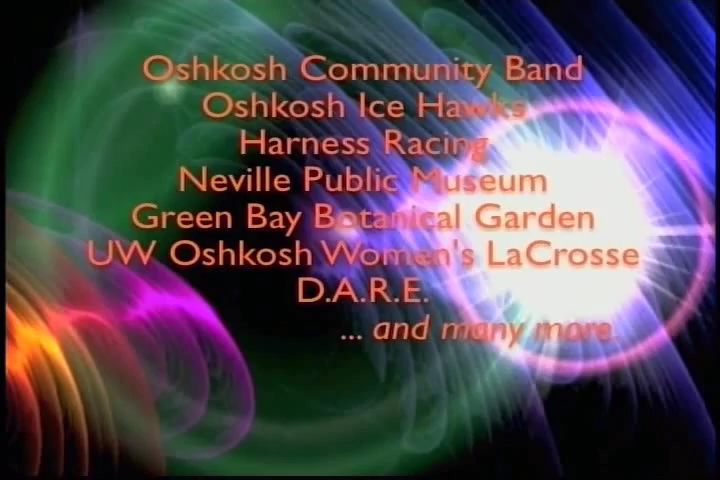 Oshkosh Community Band
Oshkosh Ice Hawks
Harness Racing
Neville Public Museum
Green Bay Botanical Garden
UW Oshkosh Women's LaCrosse
D.A.R.E.
... and many more